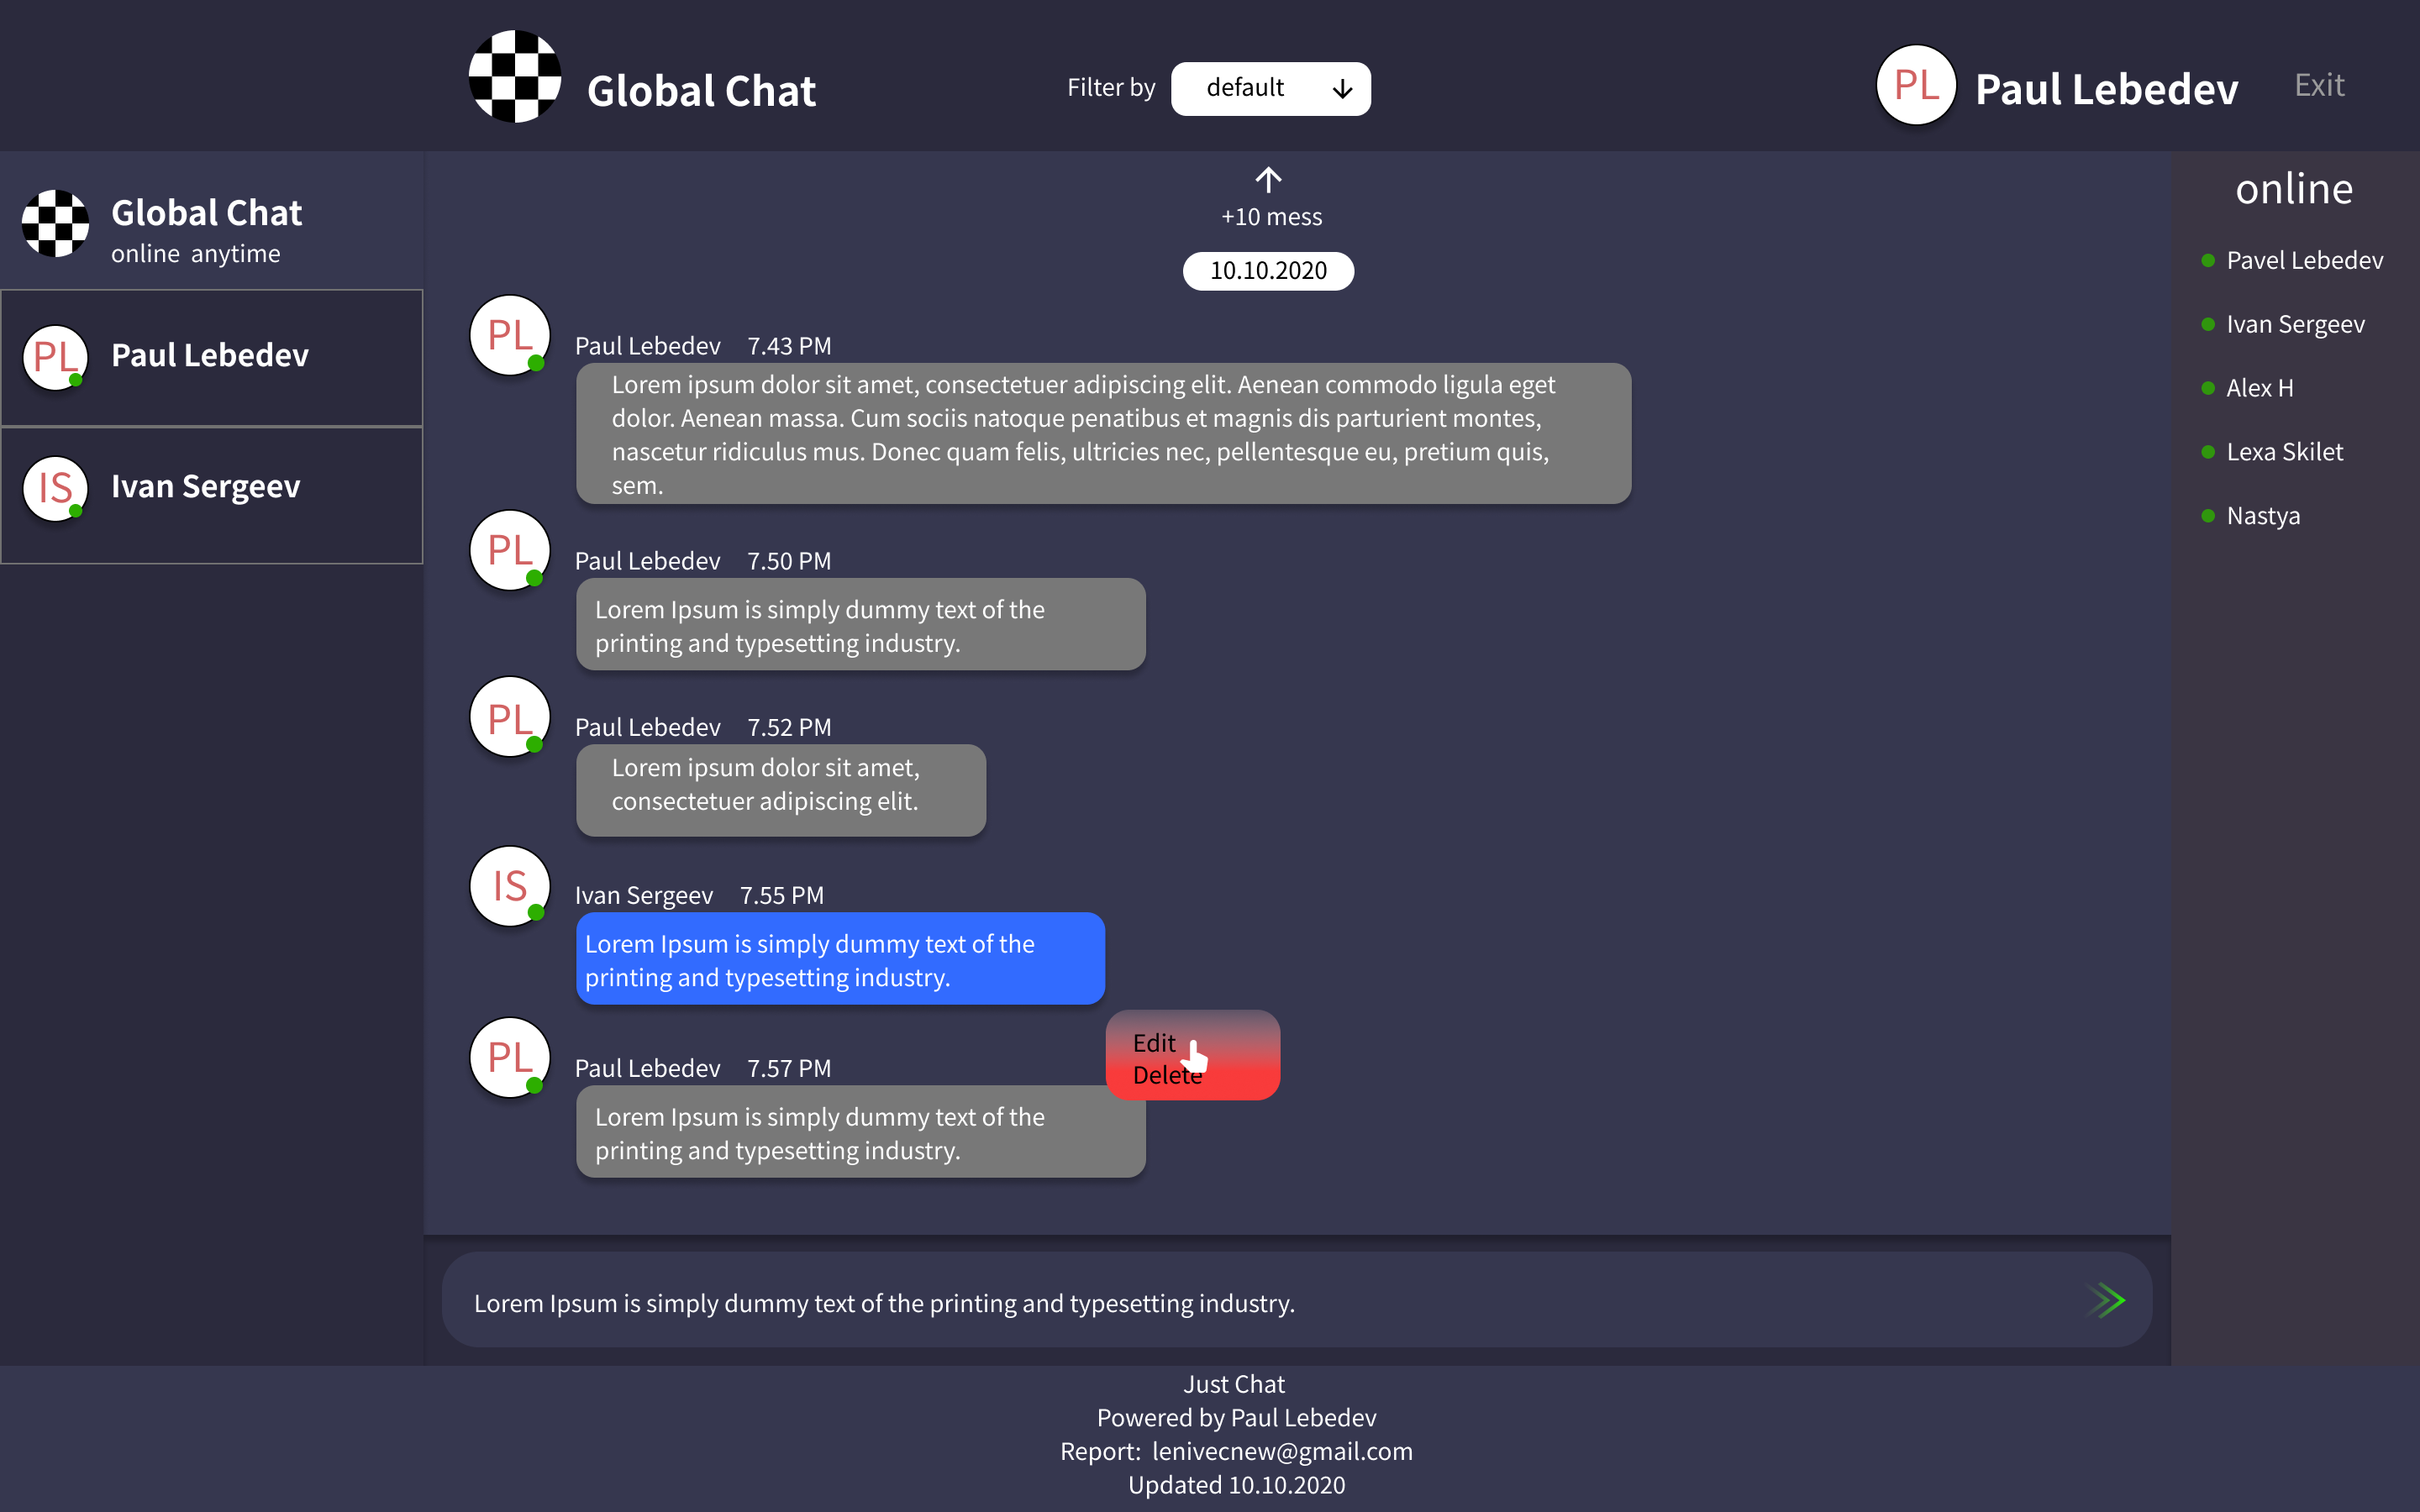 Global Chat
Filter by
default
PL
Paul Lebedev
Exit
Global Chat
online anytime
PL
Paul Lebedev
IS
Ivan Sergeev
+10 mess
10.10.2020
PL
Paul Lebedev 7.43 PM
Lorem ipsum dolor sit amet, consectetuer adipiscing elit. Aenean commodo ligula eget
dolor. Aenean massa. Cum sociis natoque penatibus et magnis dis parturient montes,
nascetur ridiculus mus. Donec quam felis, ultricies nec, pellentesque eu, pretium quis,
sem.
PL
Paul Lebedev 7.50 PM
Lorem Ipsum is simply dummy text of the
printing and typesetting industry.
PL
Paul Lebedev 7.52 PM
Lorem ipsum dolor sit amet,
consectetuer adipiscing elit.
IS
Ivan Sergeev 7.55 PM
Lorem Ipsum is simply dummy text of the
printing and typesetting industry.
Edit
Delete
PL
Paul Lebedev 7.57 PM
Lorem Ipsum is simply dummy text of the
printing and typesetting industry.
Lorem Ipsum is simply dummy text of the printing and typesetting industry.
online
Pavel Lebedev
Ivan Sergeev
Alex H
Lexa Skilet
Nastya
Just Chat
Powered by Paul Lebedev
Report: lenivecnew@gmail.com
Updated 10.10.2020